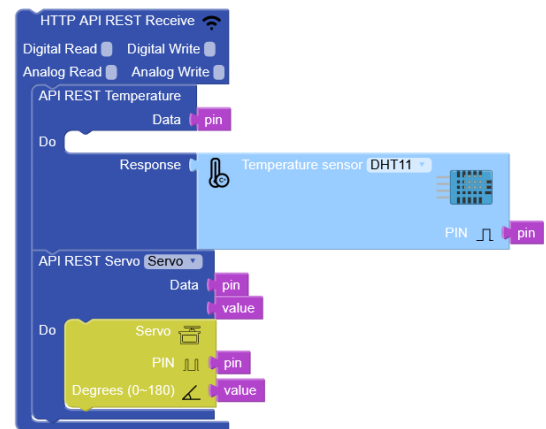 HTTP API REST Receive
Digital Read Digital Write
Analog Read Analog Write
API REST Temperature
Data pin
Do
Response Temperature sensor DHT11
PIN pin
API REST Servo Servo
Data pin
value
Do Servo
PIN pin
Degrees (0~180) value